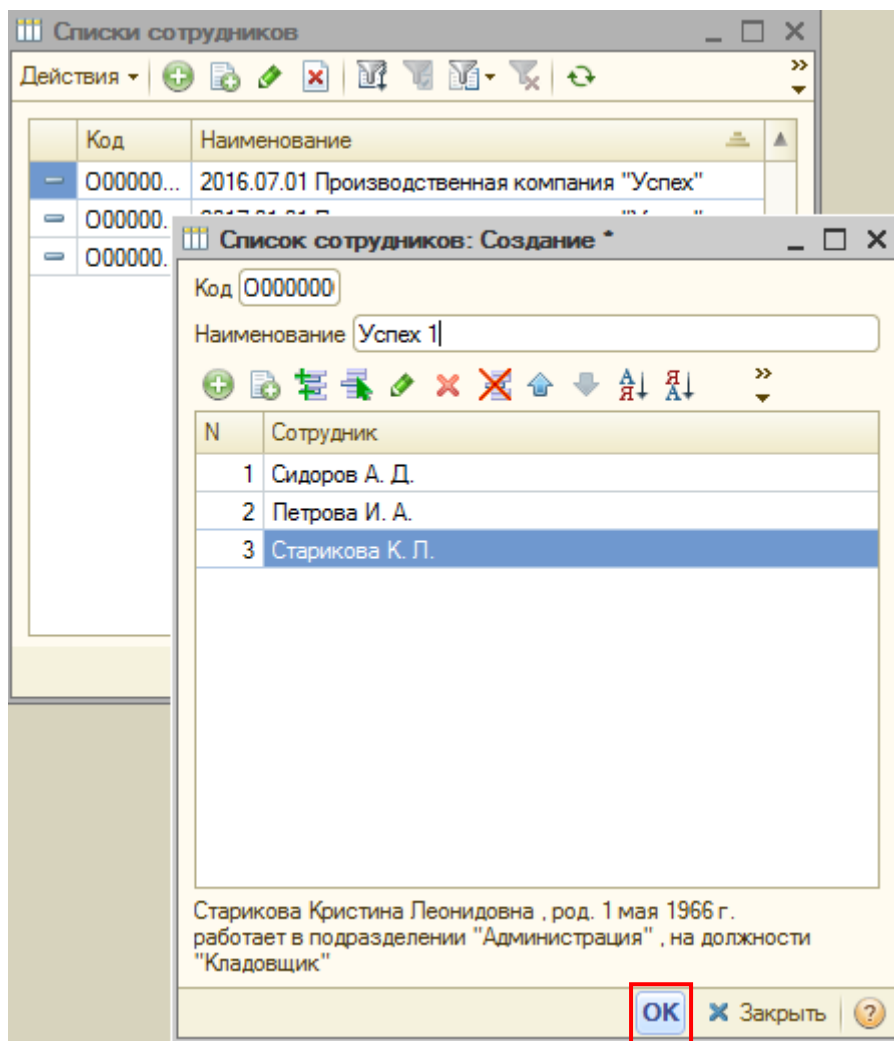 Списки сотрудников
Действия
Код Наименование
О00000... 2016.07.01 Производственная компания "Успех"
О00000.
О00000.
Список сотрудников: Создание *
Код О000000
Наименование Успех 1
N Сотрудник
1 Сидоров А. Д.
2 Петрова И. А.
3 Старикова К. Л.
Старикова Кристина Леонидовна , род. 1 мая 1966 г.
работает в подразделении "Администрация" , на должности
"Кладовщик"
OK Закрыть ?